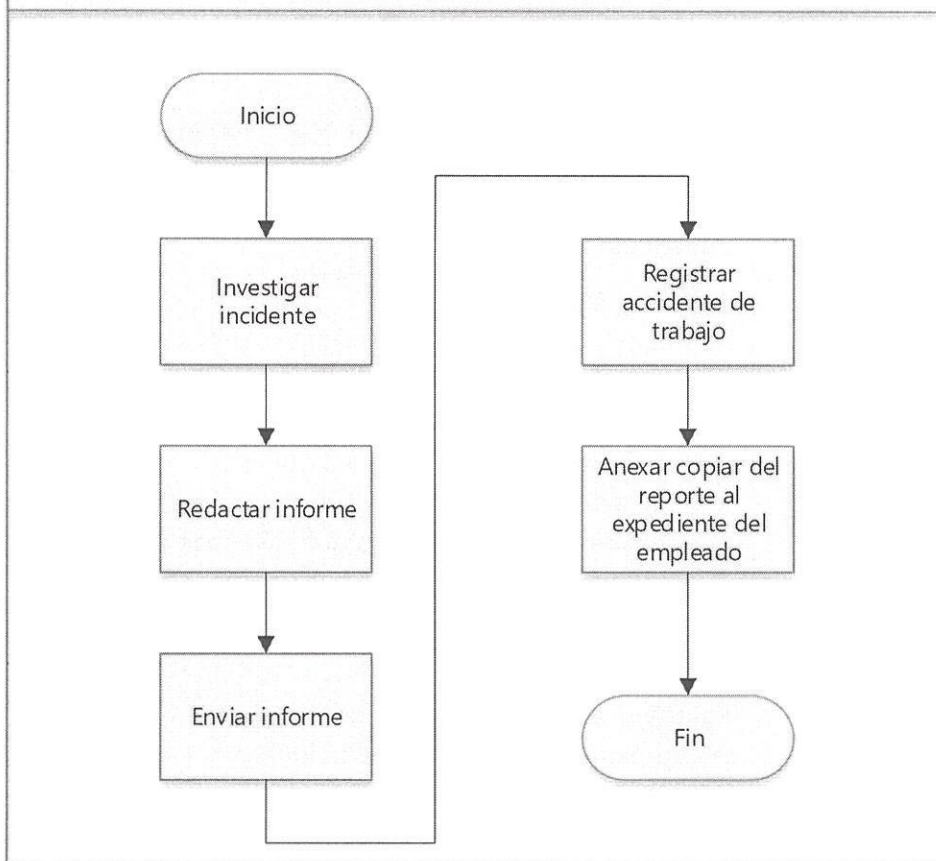 Inicio
Investigar
incidente
Redactar informe
Enviar informe
Registrar
accidente de
trabajo
Anexar copiar del
reporte al
expediente del
empleado
Fin